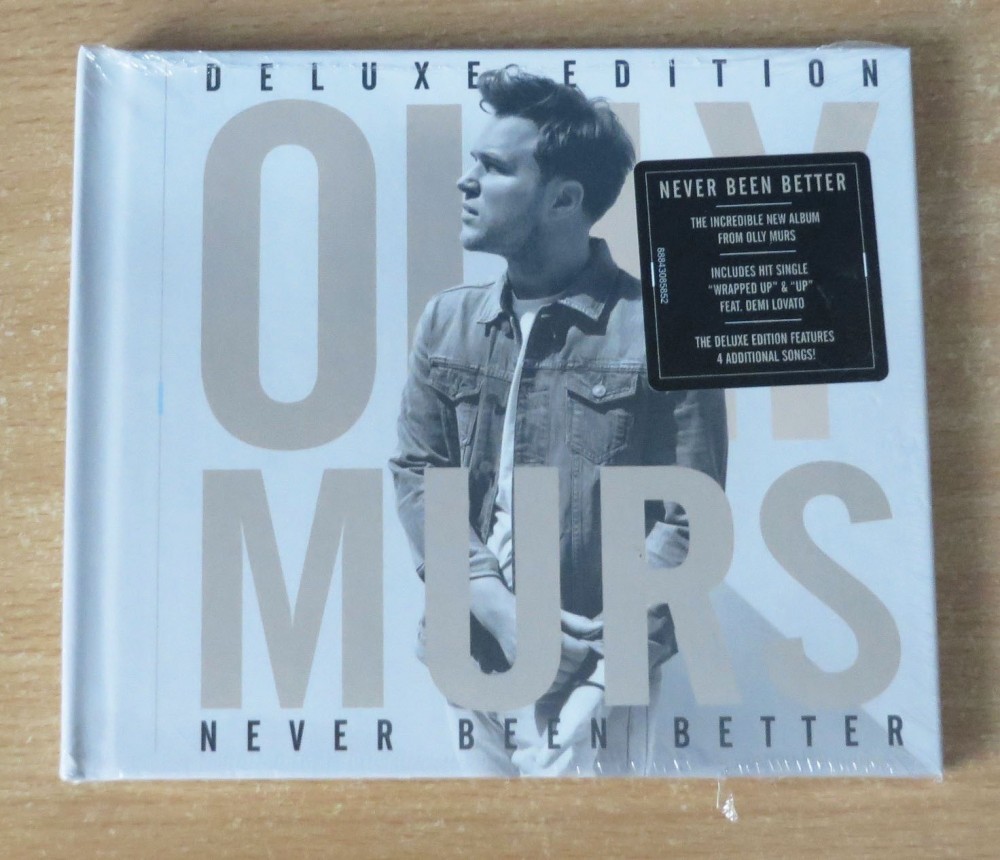 DELUXE EDITION
OLLY
MURS
NEVER BEEN BETTER
NEVER BEEN BETTER
THE INCREDIBLE NEW ALBUM
FROM OLLY MURS
INCLUDES HIT SINGLE
"WRAPPED UP" & "UP"
FEAT. DEMI LOVATO
THE DELUXE EDITION FEATURES
4 ADDITIONAL SONGS!
88843085852